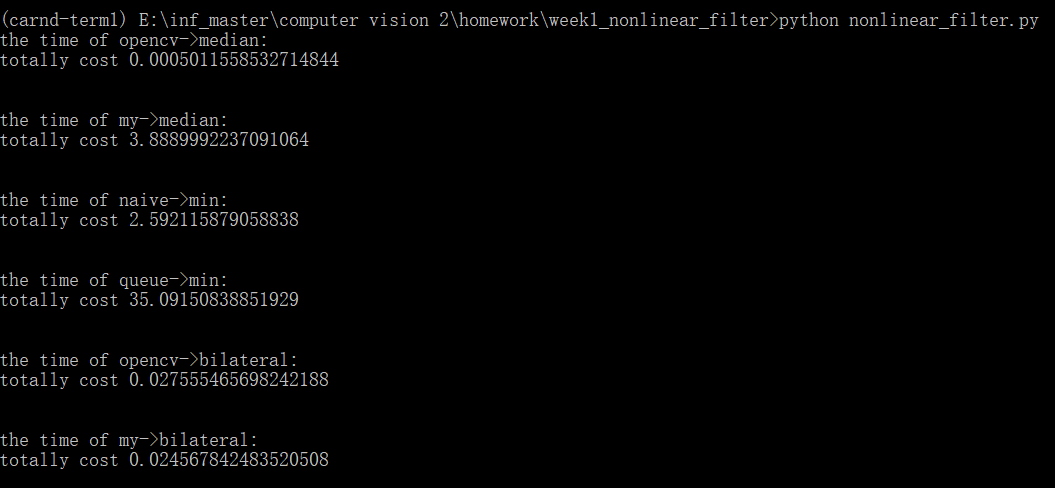 (carnd-term1) E:\inf_master\computer vision 2\homework\week1_nonlinear_filter>python nonlinear_filter.py
the time of opencv->median:
totally cost 0.0005011558532714844
the time of my->median:
totally cost 3.8889992237091064
the time of naive->min:
totally cost 2.592115879058838
the time of queue->min:
totally cost 35.09150838851929
the time of opencv->bilateral:
totally cost 0.027555465698242188
the time of my->bilateral:
totally cost 0.024567842483520508